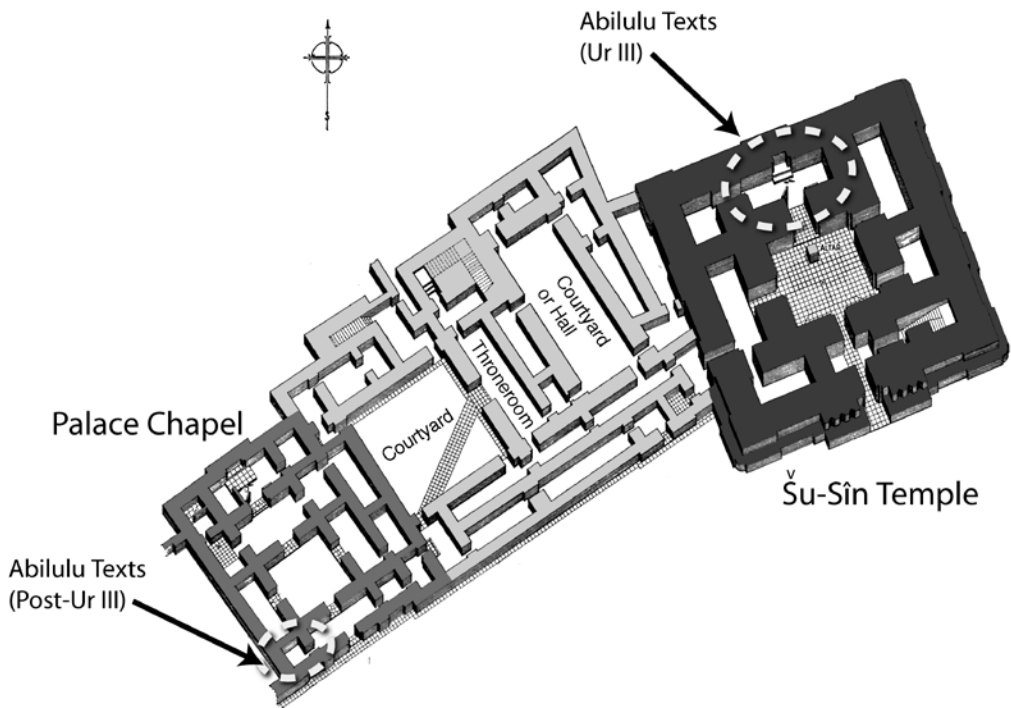 Abilulu Texts
(Ur III)
Courtyard
or Hall
ALTAR
Throneroom
Courtyard
Palace Chapel
Šu-Sîn Temple
Abilulu Texts
(Post-Ur III)
S